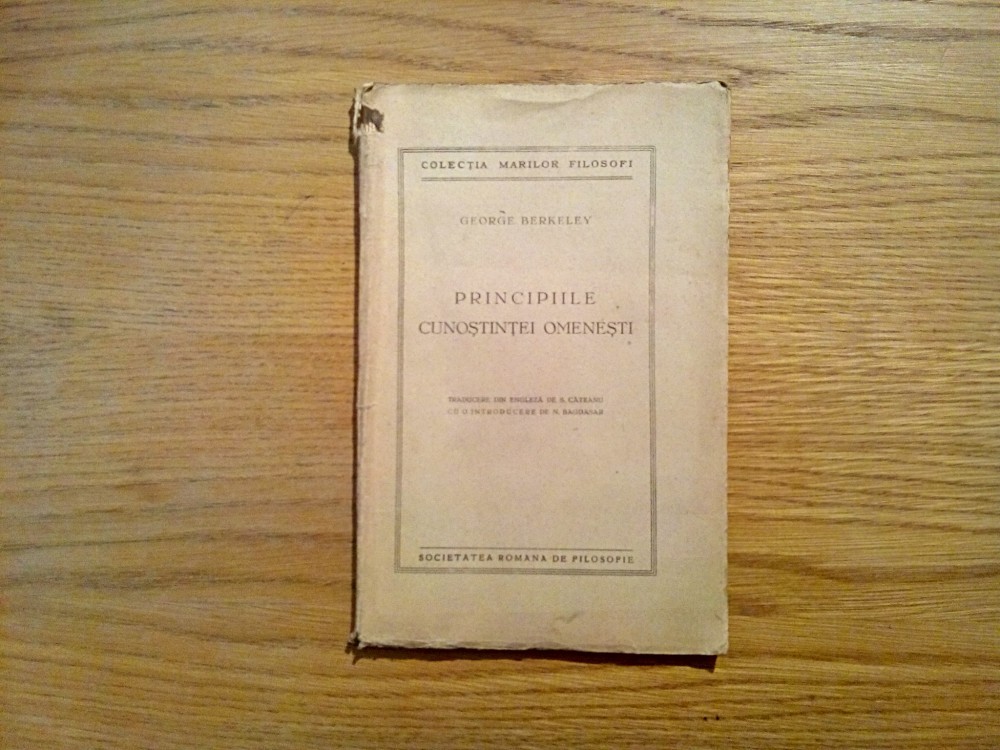 COLECȚIA MARILOR FILOSOFI
GEORGE BERKELEY
PRINCIPIILE
CUNOȘTINȚEI OMENEȘTI
TRADUCERE DIN ENGLEZĂ DE S. CĂTEANU
CU O INTRODUCERE DE N. BAGDASAR
SOCIETATEA ROMANA DE FILOSOFIE